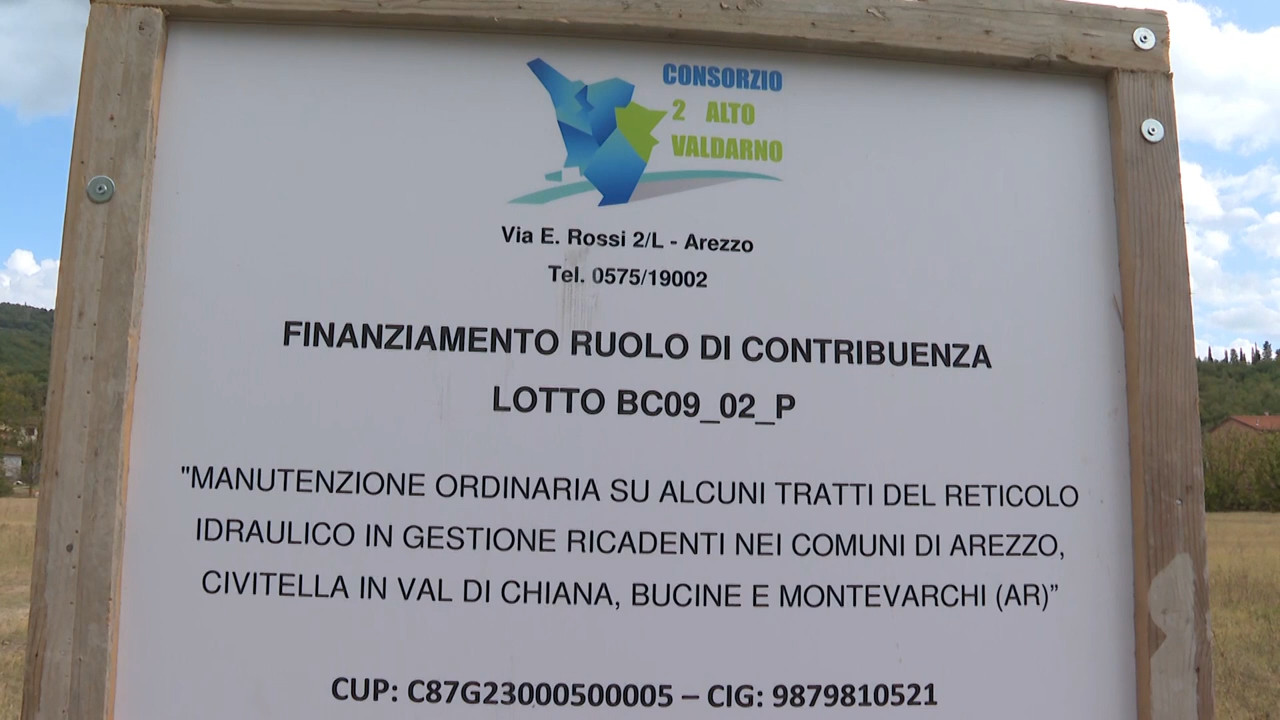 CONSORZIO
2 ALTO
VALDARNO
Via E. Rossi 2/L - Arezzo
Tel. 0575/19002
FINANZIAMENTO RUOLO DI CONTRIBUENZA
LOTTO BC09_02_P
"MANUTENZIONE ORDINARIA SU ALCUNI TRATTI DEL RETICOLO
IDRAULICO IN GESTIONE RICADENTI NEI COMUNI DI AREZZO,
CIVITELLA IN VAL DI CHIANA, BUCINE E MONTEVARCHI (AR)”
CUP: C87G23000500005 – CIG: 9879810521